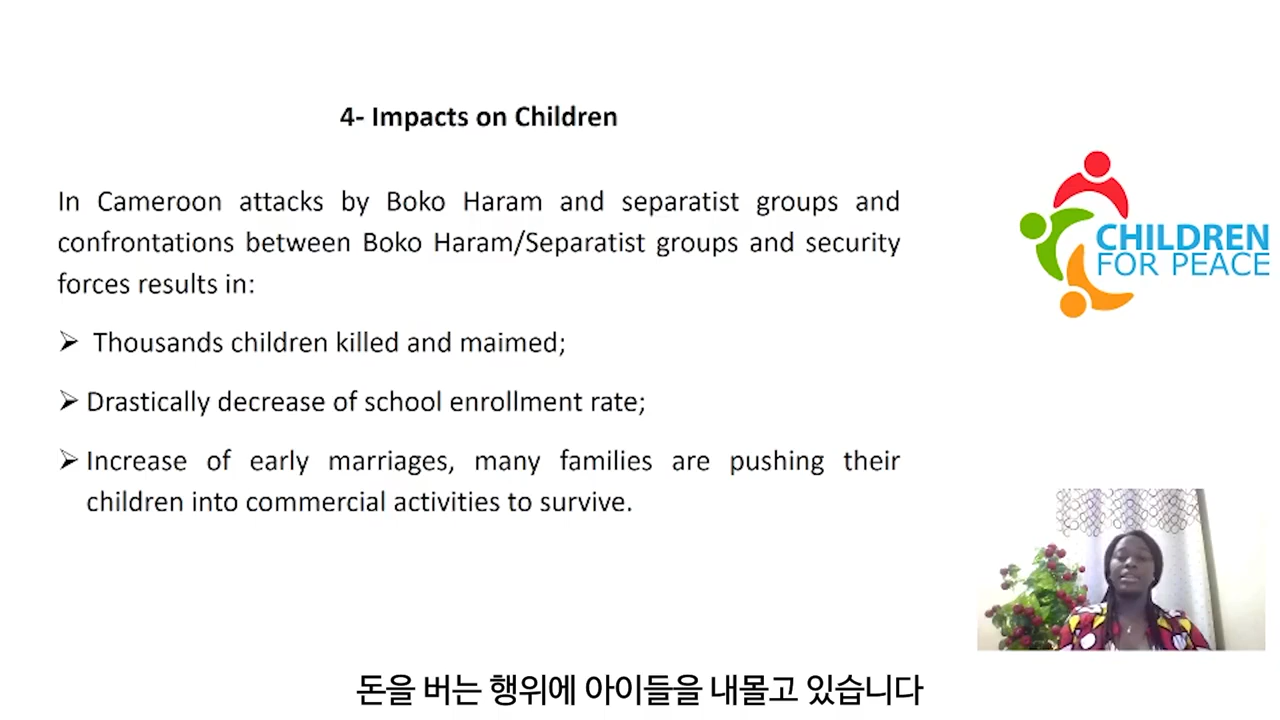 4- Impacts on Children
In Cameroon attacks by Boko Haram and separatist groups and
confrontations between Boko Haram/Separatist groups and security
forces results in:
➢ Thousands children killed and maimed;
➢ Drastically decrease of school enrollment rate;
➢ Increase of early marriages, many families are pushing their
children into commercial activities to survive.
CHILDREN
FOR PEACE
돈을 버는 행위에 아이들을 내몰고 있습니다